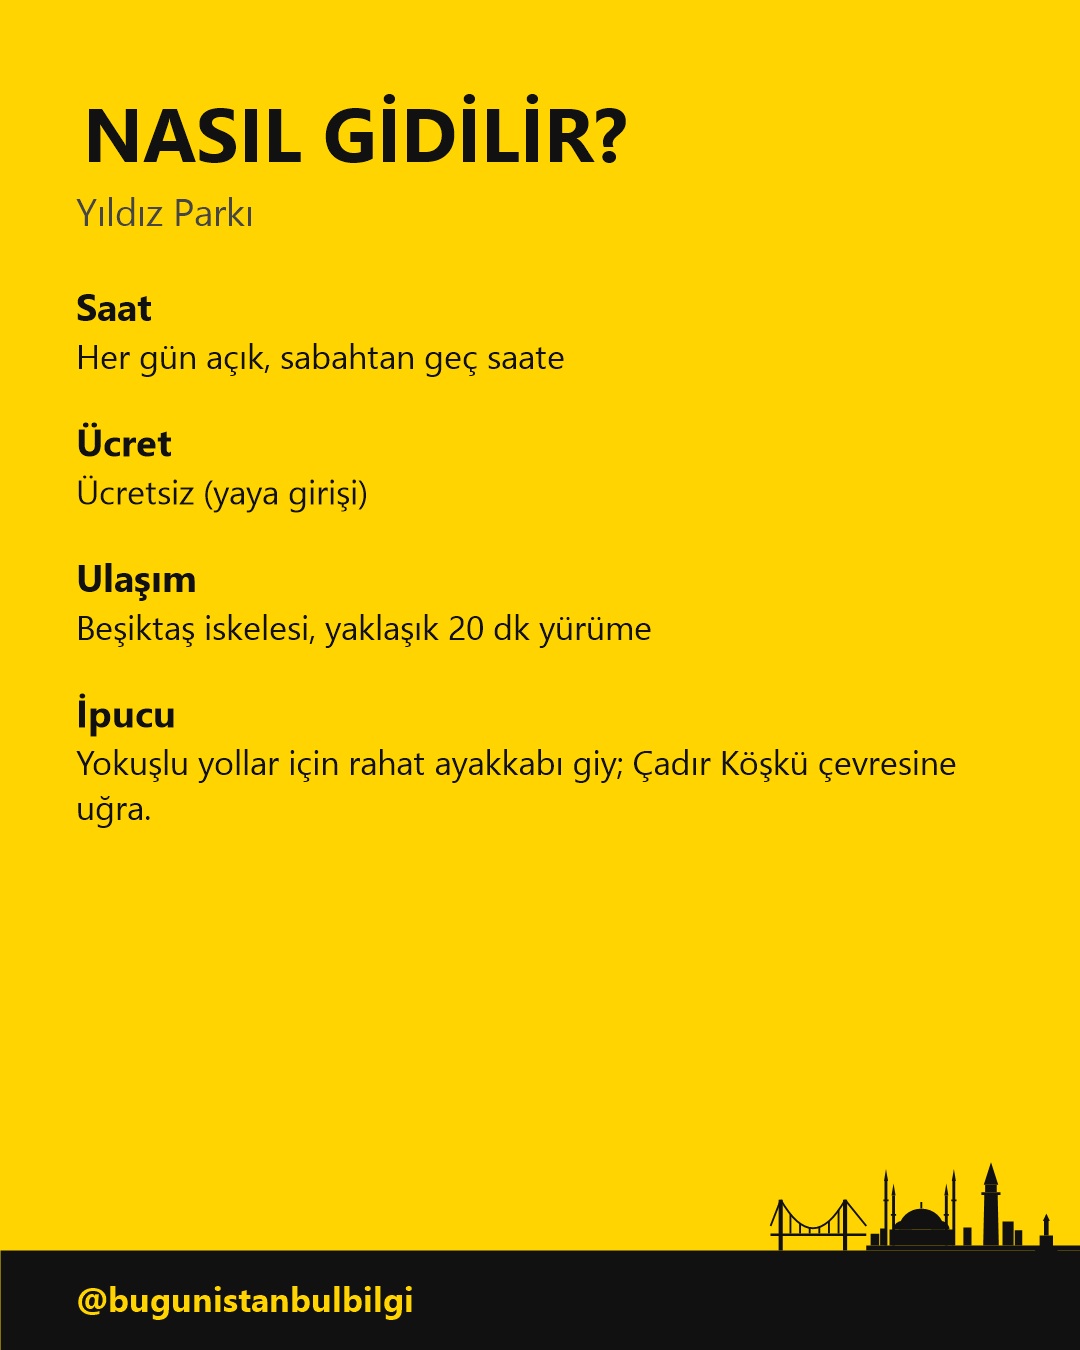 NASIL GİDİLİR?
Yıldız Parkı
Saat
Her gün açık, sabahtan geç saate
Ücret
Ücretsiz (yaya girişi)
Ulaşım
Beşiktaş iskelesi, yaklaşık 20 dk yürüme
İpucu
Yokuşlu yollar için rahat ayakkabı giy; Çadır Köşkü çevresine
uğra.
@bugunistanbulbilgi